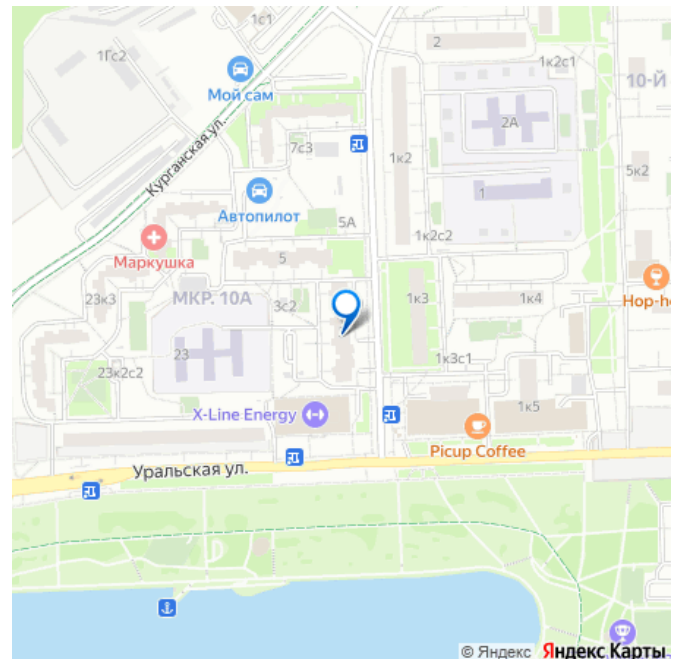 1с1
2
1Гс2
1к2с1
10-Й
Мой сам
2А
Курганская ул.
7с3
1к2
5к2
1
Автопилот
5А
1к2с2
Маркушка
5
23к3
МКР. 10А
3с2
1к3
1к4
Hop-h
23
1к3с1
23к2с2
1к5
X-Line Energy
Picup Coffee
Уральская ул.
© Яндекс Яндекс Карты